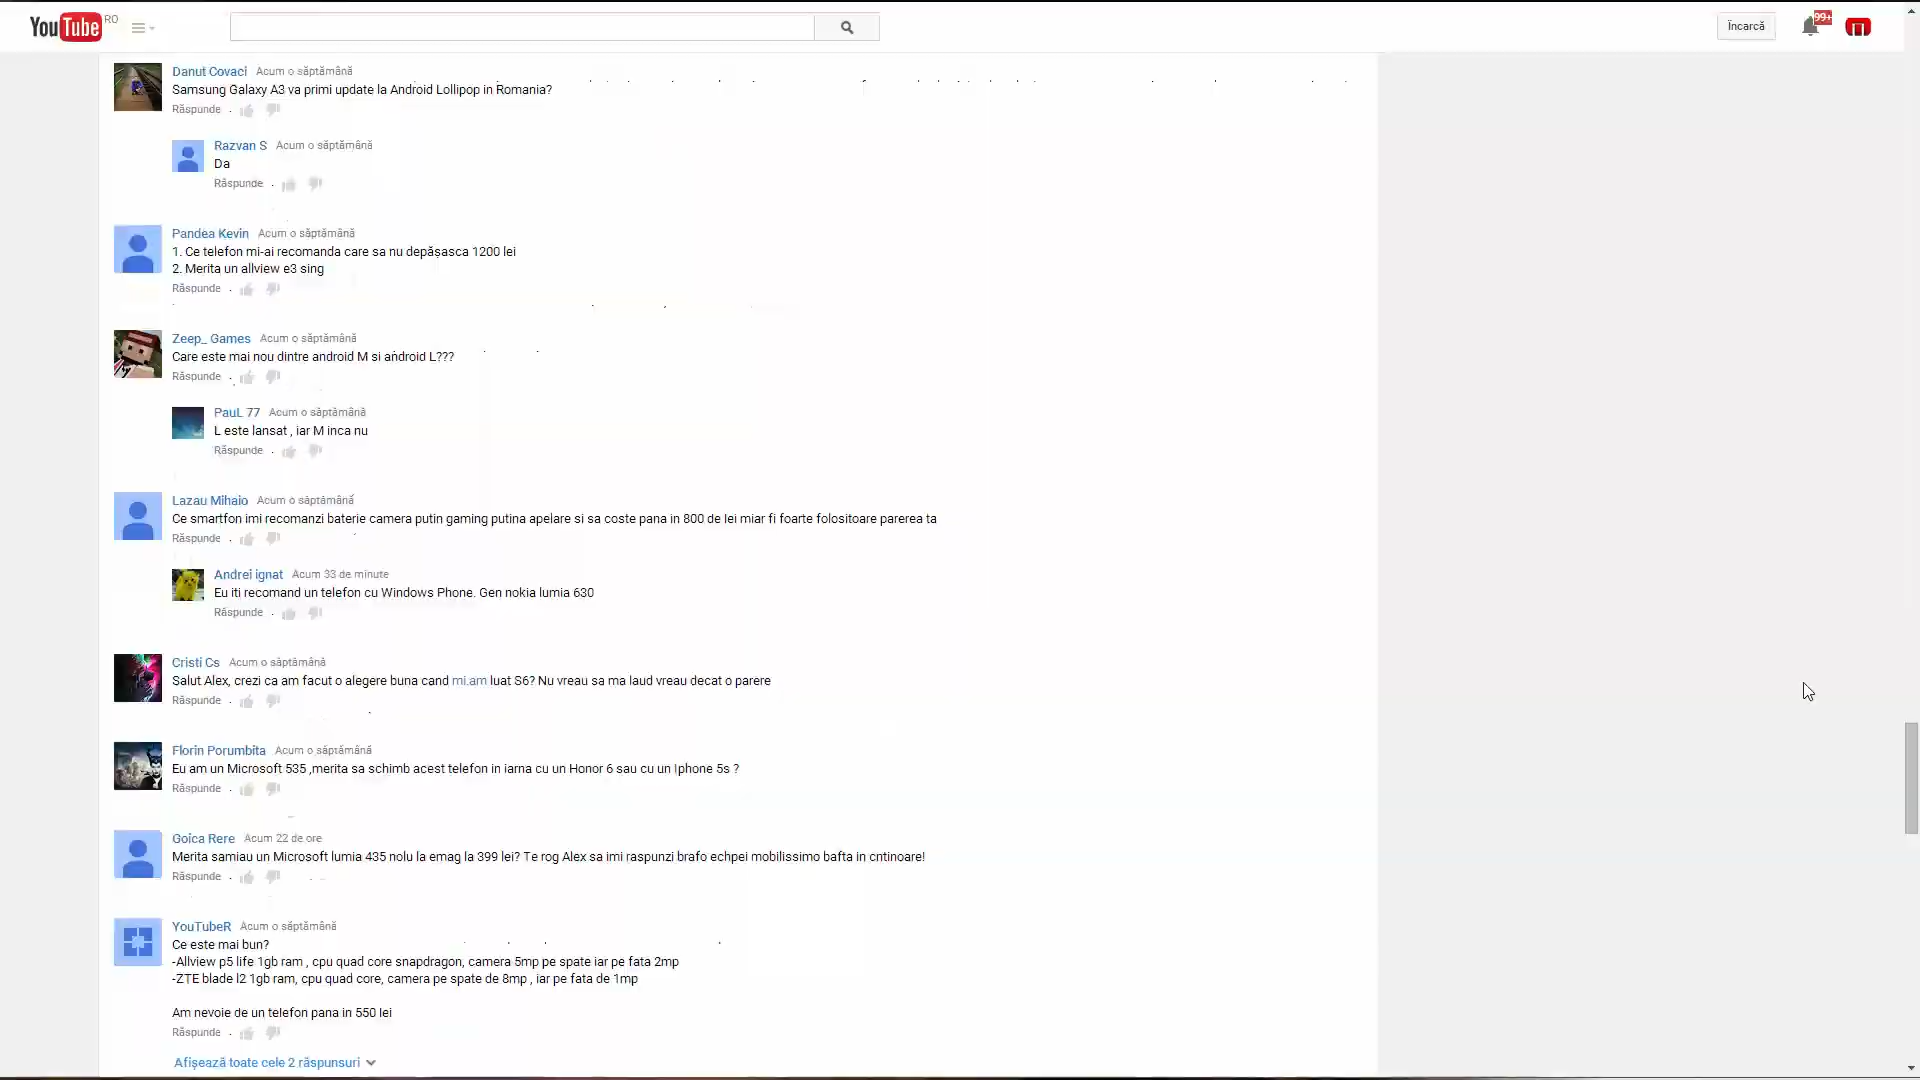 YouTube RO
Încarcă
99+
Danut Covaci Acum o săptămână
Samsung Galaxy A3 va primi update la Android Lollipop in Romania?
Răspunde
Razvan S Acum o săptămână
Da
Răspunde
Pandea Kevin Acum o săptămână
1. Ce telefon mi-ai recomanda care sa nu depășasca 1200 lei
2. Merita un allview e3 sing
Răspunde
Zeep_ Games Acum o săptămână
Care este mai nou dintre android M si android L???
Răspunde
PauL 77 Acum o săptămână
L este lansat , iar M inca nu
Răspunde
Lazau Mihaio Acum o săptămână
Ce smartfon imi recomanzi baterie camera putin gaming putina apelare si sa coste pana in 800 de lei miar fi foarte folositoare parerea ta
Răspunde
Andrei ignat Acum 33 de minute
Eu iti recomand un telefon cu Windows Phone. Gen nokia lumia 630
Răspunde
Cristi Cs Acum o săptămână
Salut Alex, crezi ca am facut o alegere buna cand mi.am luat S6? Nu vreau sa ma laud vreau decat o parere
Răspunde
Florin Porumbita Acum o săptămână
Eu am un Microsoft 535 ,merita sa schimb acest telefon in iarna cu un Honor 6 sau cu un Iphone 5s ?
Răspunde
Goica Rere Acum 22 de ore
Merita samiau un Microsoft lumia 435 nolu la emag la 399 lei? Te rog Alex sa imi raspunzi brafo echpei mobilissimo bafta in cntinoare!
Răspunde
YouTubeR Acum o săptămână
Ce este mai bun?
-Allview p5 life 1gb ram , cpu quad core snapdragon, camera 5mp pe spate iar pe fata 2mp
-ZTE blade l2 1gb ram, cpu quad core, camera pe spate de 8mp , iar pe fata de 1mp
Am nevoie de un telefon pana in 550 lei
Răspunde
Afișează toate cele 2 răspunsuri